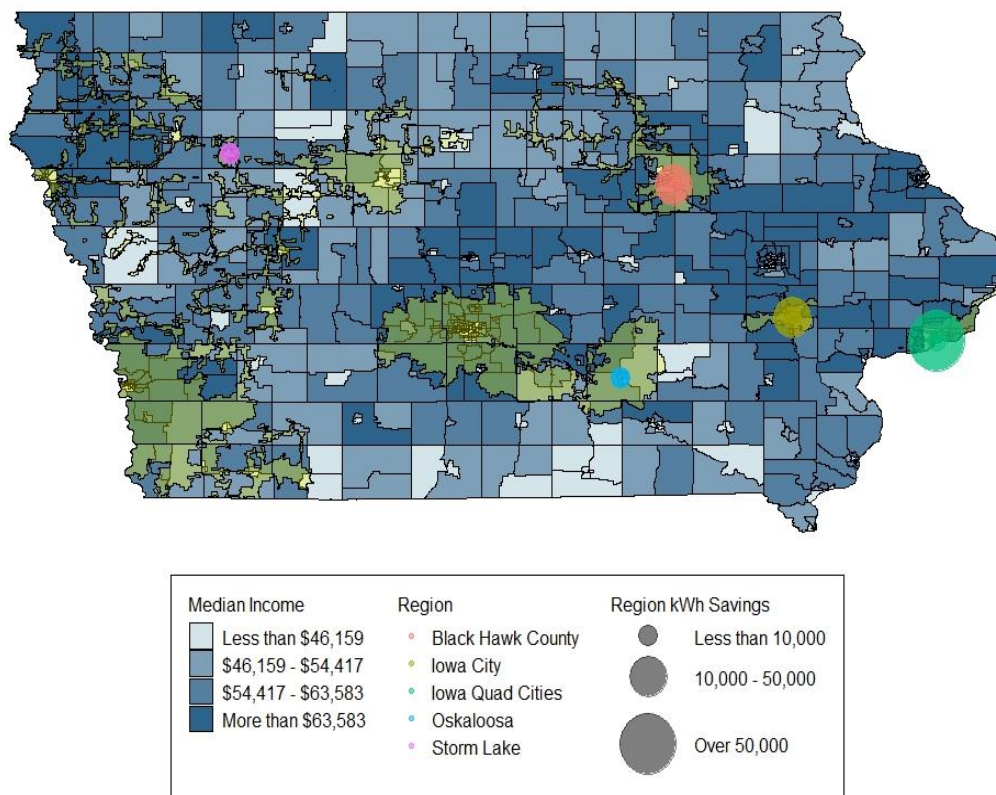 Median Income
Less than $46,159
$46,159 - $54,417
$54,417 - $63,583
More than $63,583
Region
Black Hawk County
Iowa City
Iowa Quad Cities
Oskaloosa
Storm Lake
Region kWh Savings
Less than 10,000
10,000 - 50,000
Over 50,000